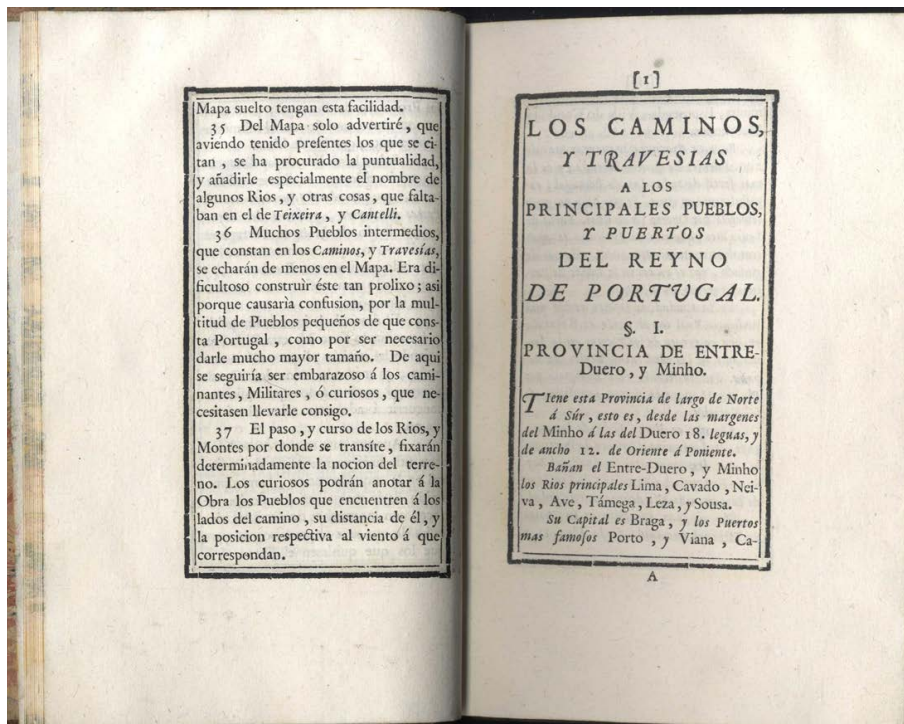 Mapa suelto tengan esta facilidad.
35 Del Mapa solo advertiré, que
aviendo tenido presentes los que se ci-
tan, se ha procurado la puntualidad,
y añadirle especialmente el nombre de
algunos Rios, y otras cosas, que falta-
ban en el de Teixeira, y Cantelli.
36 Muchos Pueblos intermedios,
que constan en los Caminos, y Travesías,
se echarán de menos en el Mapa. Era di-
ficultoso construir éste tan prolixo; asi
porque causaria confusion, por la mul-
titud de Pueblos pequeños de que cons-
ta Portugal, como por ser necesario
darle mucho mayor tamaño. De aqui
se seguiría ser embarazoso á los cami-
nantes, Militares, ó curiosos, que ne-
cesitasen llevarle consigo.
37 El paso, y curso de los Rios, y
Montes por donde se transite, fixarán
determinadamente la nocion del terre-
no. Los curiosos podrán anotar á la
Obra los Pueblos que encuentren á los
lados del camino, su distancia de él, y
la posicion respectiva al viento á que
correspondan.
[1]
LOS CAMINOS,
Y TRAVESIAS
A LOS
PRINCIPALES PUEBLOS,
Y PUERTOS
DEL REYNO
DE PORTUGAL.
§. I.
PROVINCIA DE ENTRE-
Duero, y Minho.
TIene esta Provincia de largo de Norte
á Súr, esto es, desde las margenes
del Minho á las del Duero 18. leguas, y
de ancho 12. de Oriente á Poniente.
Bañan el Entre-Duero, y Minho
los Rios principales Lima, Cavado, Nei-
va, Ave, Támega, Leza, y Sousa.
Su Capital es Braga, y los Puertos
mas famosos Porto, y Viana, Ca-
A